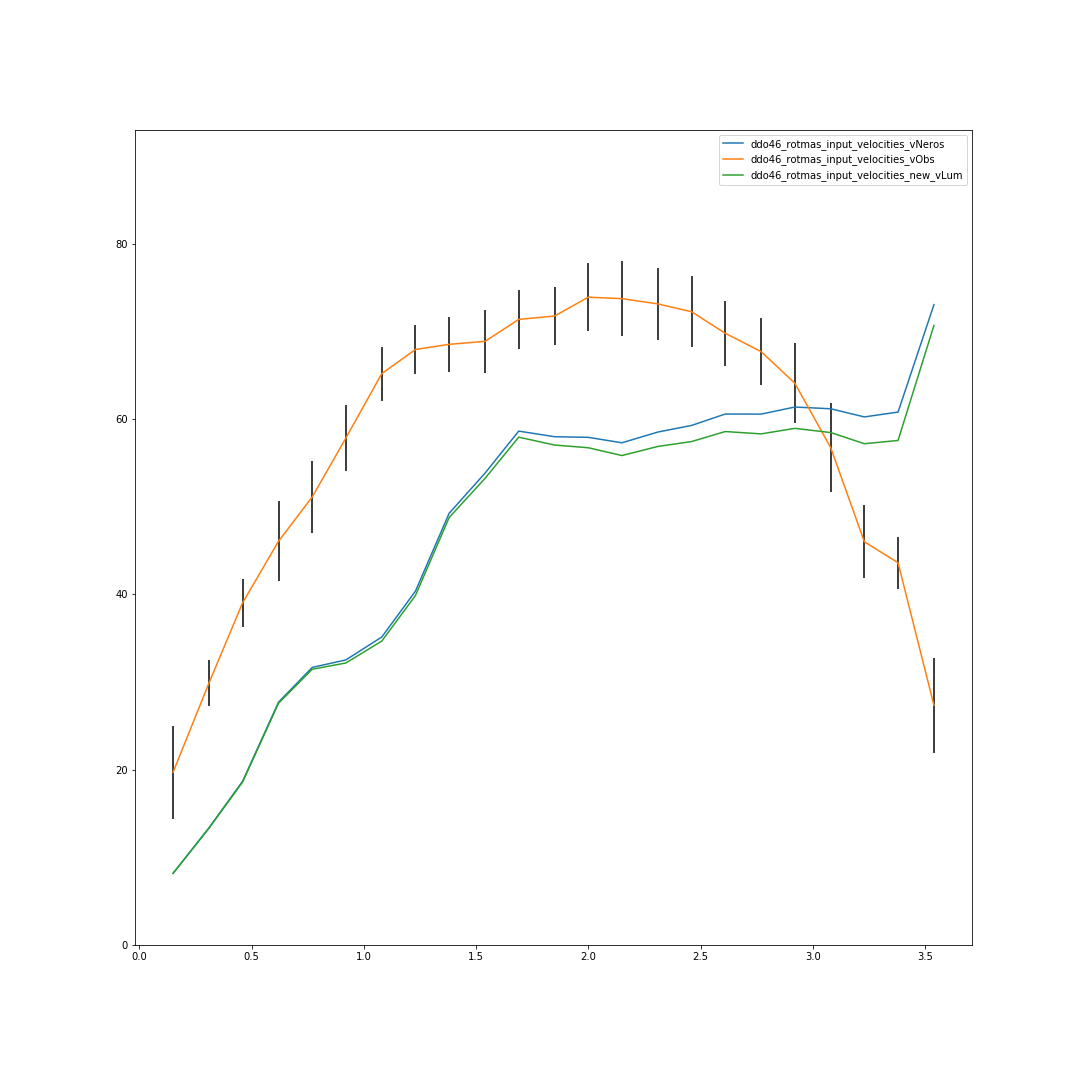 ddo46_rotmas_input_velocities_vNeros
ddo46_rotmas_input_velocities_vObs
ddo46_rotmas_input_velocities_new_vLum
80
60
40
20
0
0.0 0.5 1.0 1.5 2.0 2.5 3.0 3.5